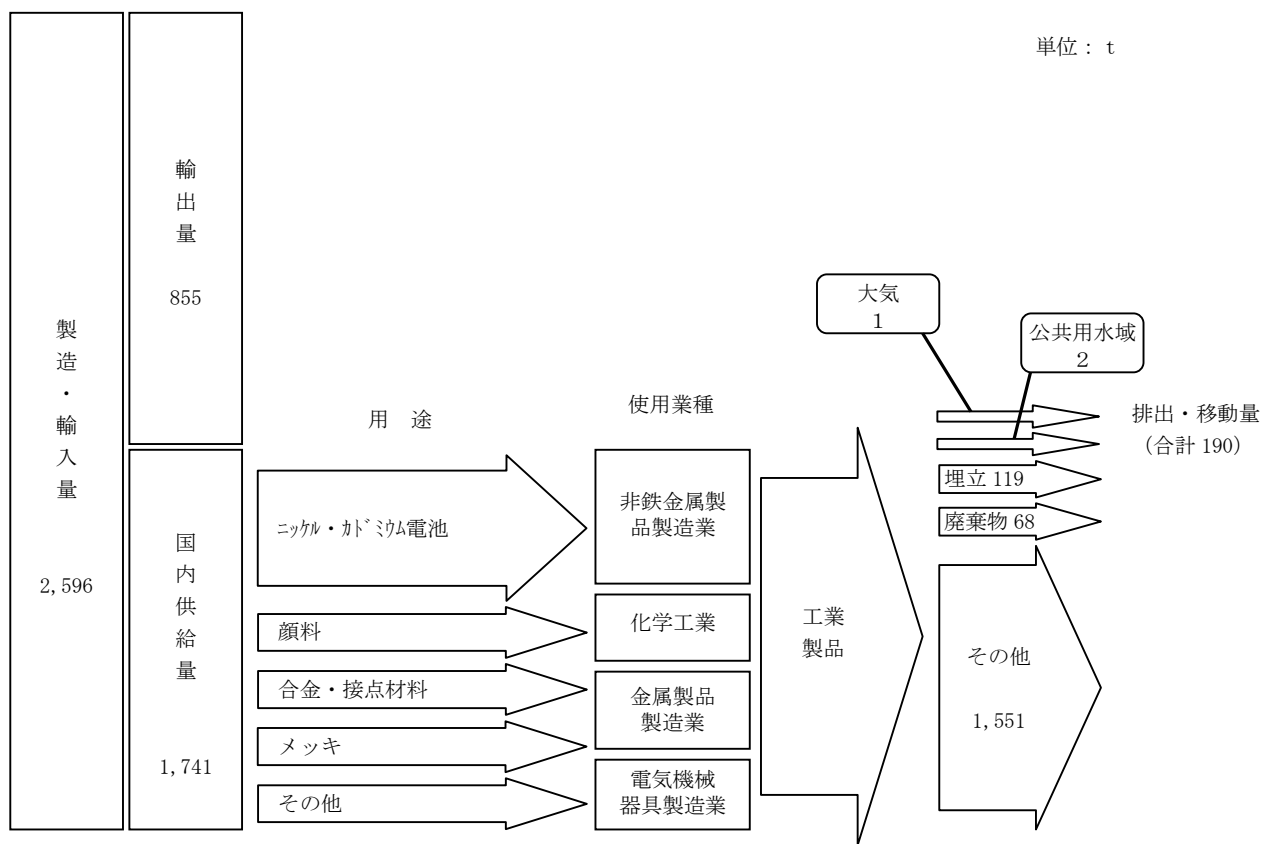 単位：t
製造・輸入量
2,596
輸出量
855
国内供給量
1,741
用　途
ニッケル・カドミウム電池
顔料
合金・接点材料
メッキ
その他
使用業種
非鉄金属製
品製造業
化学工業
金属製品
製造業
電気機械
器具製造業
工業
製品
大気
1
公共用水域
2
排出・移動量
(合計 190)
埋立 119
廃棄物 68
その他
1,551